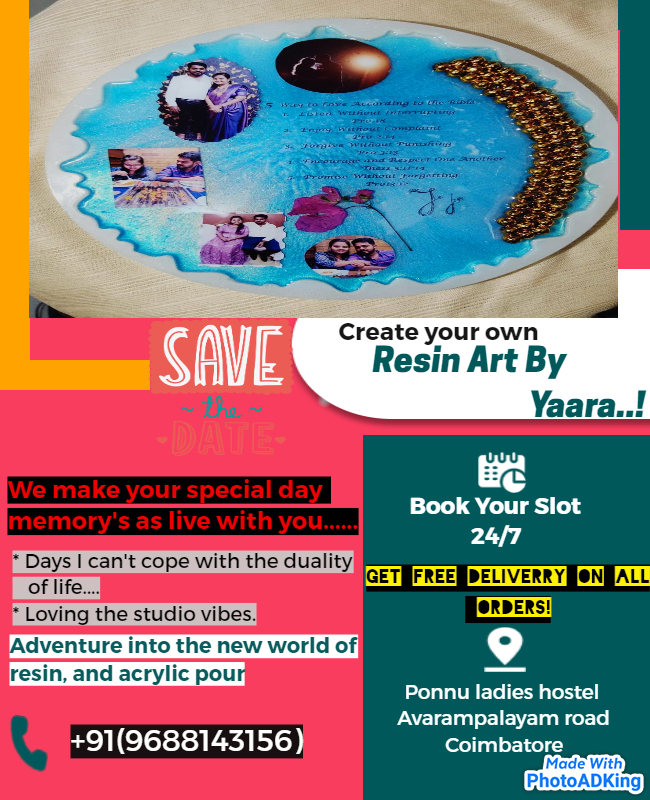 5 Ways to Love According to the Bible.
1. Listen Without Interrupting
Pro:18
2. Enjoy Without Complaint
3. Forgive Without Punishing
Encourage and Respect One Another
Promise Without Forgetting
SAVE
~ the ~
DATE
Create your own
Resin Art By
Yaara..!
We make your special day
memory's as live with you......
* Days I can't cope with the duality
of life....
* Loving the studio vibes.
Adventure into the new world of
resin, and acrylic pour
+91(9688143156)
Book Your Slot
24/7
GET FREE DELIVERRY ON ALL
ORDERS!
Ponnu ladies hostel
Avarampalayam road
Coimbatore
Made With
PhotoADKing